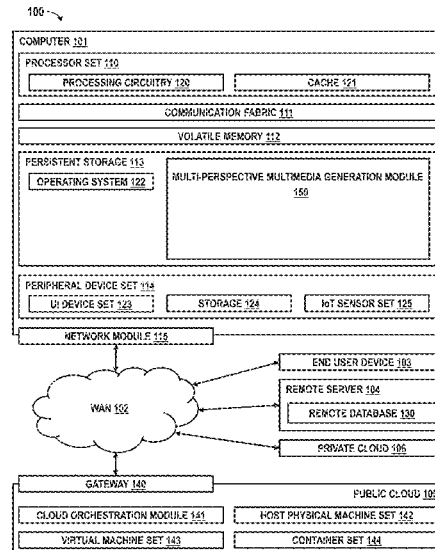 100
COMPUTER 101
PROCESSOR SET 110
PROCESSING CIRCUITRY 120
CACHE 121
COMMUNICATION FABRIC 111
VOLATILE MEMORY 112
PERSISTENT STORAGE 113
OPERATING SYSTEM 122
MULTI-PERSPECTIVE MULTIMEDIA GENERATION MODULE
150
PERIPHERAL DEVICE SET 114
UI DEVICE SET 123
STORAGE 124
IoT SENSOR SET 125
NETWORK MODULE 115
WAN 102
END USER DEVICE 103
REMOTE SERVER 104
REMOTE DATABASE 130
PRIVATE CLOUD 106
GATEWAY 140
PUBLIC CLOUD 105
CLOUD ORCHESTRATION MODULE 141
HOST PHYSICAL MACHINE SET 142
VIRTUAL MACHINE SET 143
CONTAINER SET 144